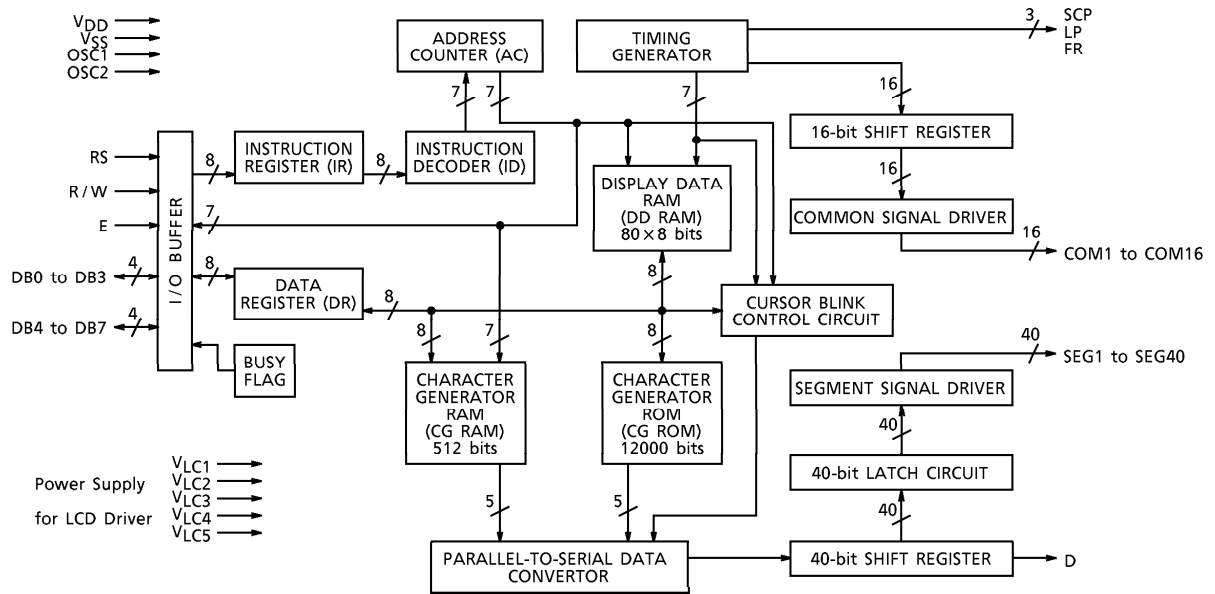 VDD
VSS
OSC1
OSC2
ADDRESS
COUNTER (AC)
TIMING
GENERATOR
3
SCP
LP
FR
7
7
7
16
16-bit SHIFT REGISTER
RS
R/W
E
DB0 to DB3
DB4 to DB7
4
4
I/O BUFFER
8
INSTRUCTION
REGISTER (IR)
8
INSTRUCTION
DECODER (ID)
DISPLAY DATA
RAM
(DD RAM)
80×8 bits
16
COMMON SIGNAL DRIVER
16
COM1 to COM16
7
8
DATA
REGISTER (DR)
8
8
CURSOR BLINK
CONTROL CIRCUIT
BUSY
FLAG
8
7
8
CHARACTER
GENERATOR
RAM
(CG RAM)
512 bits
CHARACTER
GENERATOR
ROM
(CG ROM)
12000 bits
40
SEG1 to SEG40
SEGMENT SIGNAL DRIVER
40
40-bit LATCH CIRCUIT
40
Power Supply
for LCD Driver
VLC1
VLC2
VLC3
VLC4
VLC5
5
5
PARALLEL-TO-SERIAL DATA
CONVERTOR
40-bit SHIFT REGISTER
D